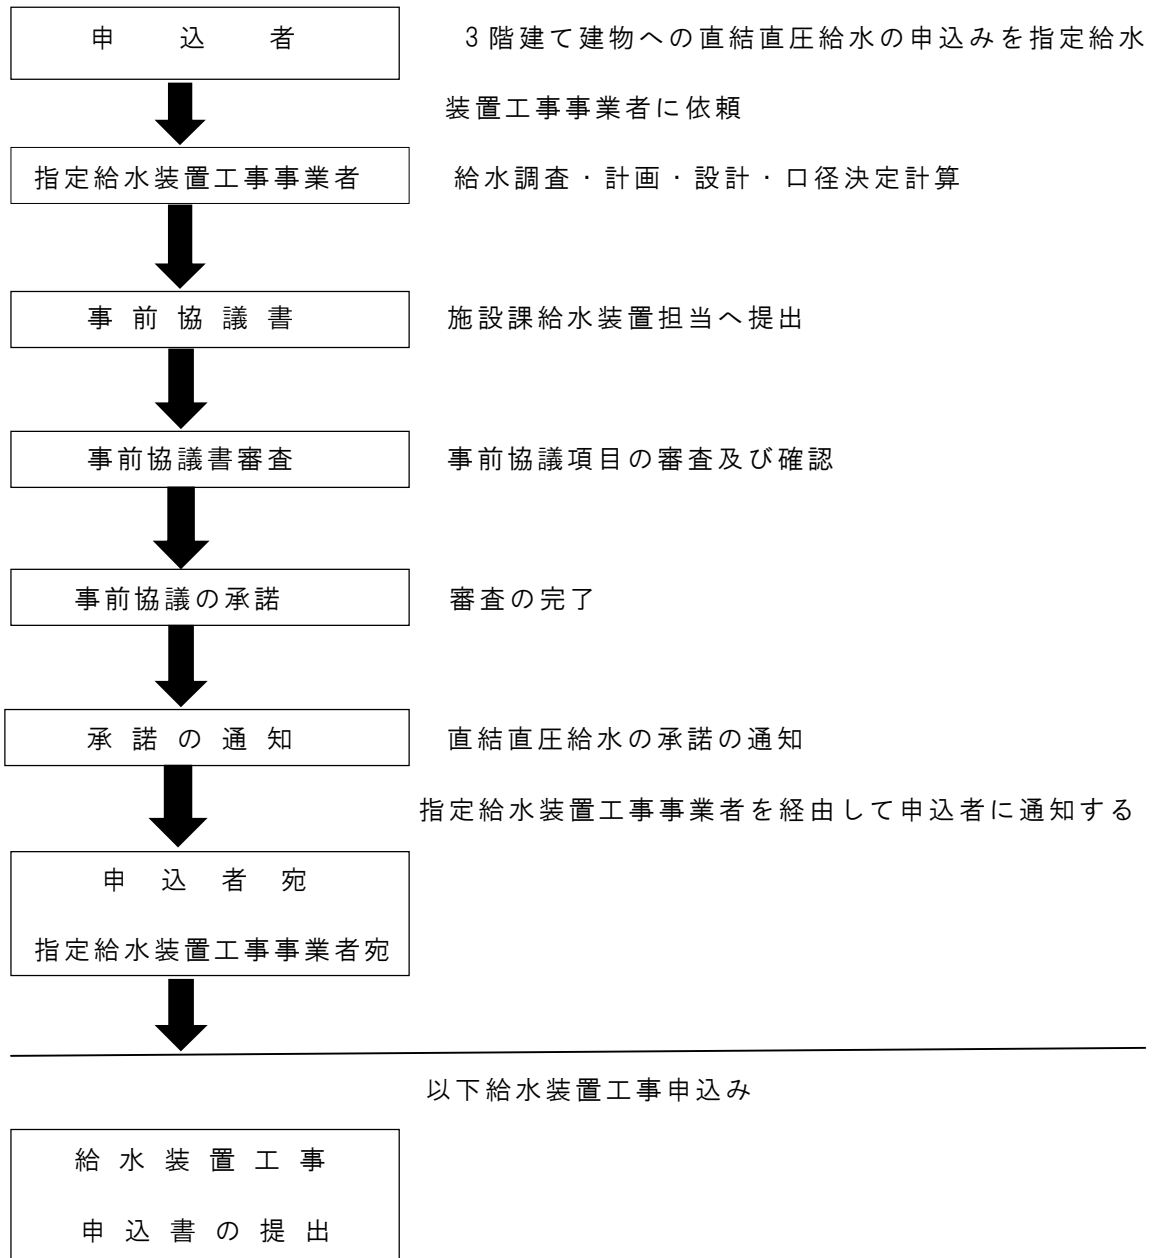 申込者
3階建て建物への直結直圧給水の申込みを指定給水
装置工事事業者に依頼
指定給水装置工事事業者
給水調査・計画・設計・口径決定計算
事前協議書
施設課給水装置担当へ提出
事前協議書審査
事前協議項目の審査及び確認
事前協議の承諾
審査の完了
承諾の通知
直結直圧給水の承諾の通知
指定給水装置工事事業者を経由して申込者に通知する
申込者宛
指定給水装置工事事業者宛
以下給水装置工事申込み
給水装置工事
申込書の提出